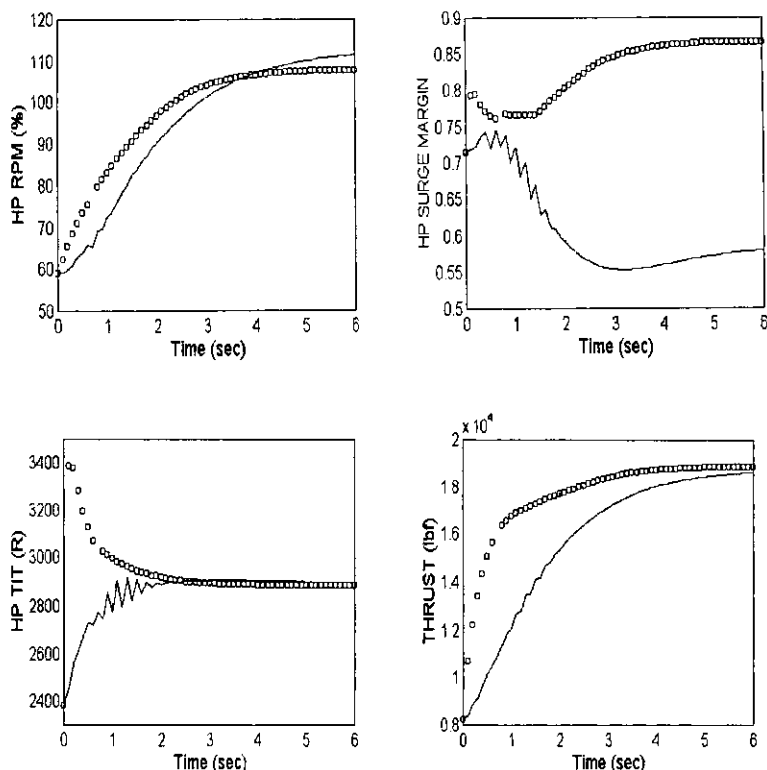 120
110
100
90
80
70
60
50
HP RPM (%)
0 1 2 3 4 5 6
Time (sec)
0.9
0.85
0.8
0.75
0.7
0.65
0.6
0.55
0.5
HP SURGE MARGIN
0 1 2 3 4 5 6
Time (sec)
3400
3200
3000
2800
2600
2400
HP TIT (R)
0 1 2 3 4 5 6
Time (sec)
x 10^4
2
1.8
1.6
1.4
1.2
1
0.8
THRUST (lbf)
0 1 2 3 4 5 6
Time (sec)